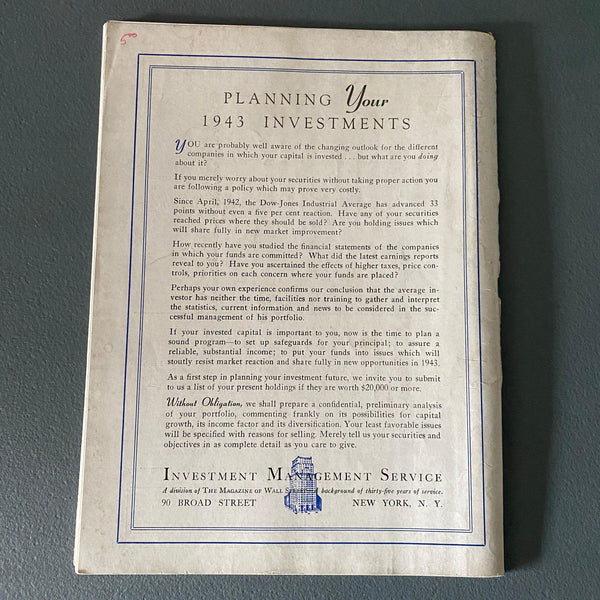 5⁰⁰
PLANNING Your
1943 INVESTMENTS
YOU are probably well aware of the changing outlook for the different
companies in which your capital is invested . . . but what are you doing
about it?
If you merely worry about your securities without taking proper action you
are following a policy which may prove very costly.
Since April, 1942, the Dow-Jones Industrial Average has advanced 33
points without even a five per cent reaction. Have any of your securities
reached prices where they should be sold? Are you holding issues which
will share fully in new market improvement?
How recently have you studied the financial statements of the companies
in which your funds are committed? What did the latest earnings reports
reveal to you? Have you ascertained the effects of higher taxes, price con-
trols, priorities on each concern where your funds are placed?
Perhaps your own experience confirms our conclusion that the average in-
vestor has neither the time, facilities nor training to gather and interpret
the statistics, current information and news to be considered in the suc-
cessful management of his portfolio.
If your invested capital is important to you, now is the time to plan a
sound program—to set up safeguards for your principal; to assure a
reliable, substantial income; to put your funds into issues which will
stoutly resist market reaction and share fully in new opportunities in 1943.
As a first step in planning your investment future, we invite you to submit
to us a list of your present holdings if they are worth $20,000 or more.
Without Obligation, we shall prepare a confidential, preliminary analysis
of your portfolio, commenting frankly on its possibilities for capital
growth, its income factor and its diversification. Your least favorable issues
will be specified with reasons for selling. Merely tell us your securities and
objectives in as complete detail as you care to give.
INVESTMENT MANAGEMENT SERVICE
A division of THE MAGAZINE OF WALL STREET. A background of thirty-five years of service.
90 BROAD STREET NEW YORK, N. Y.